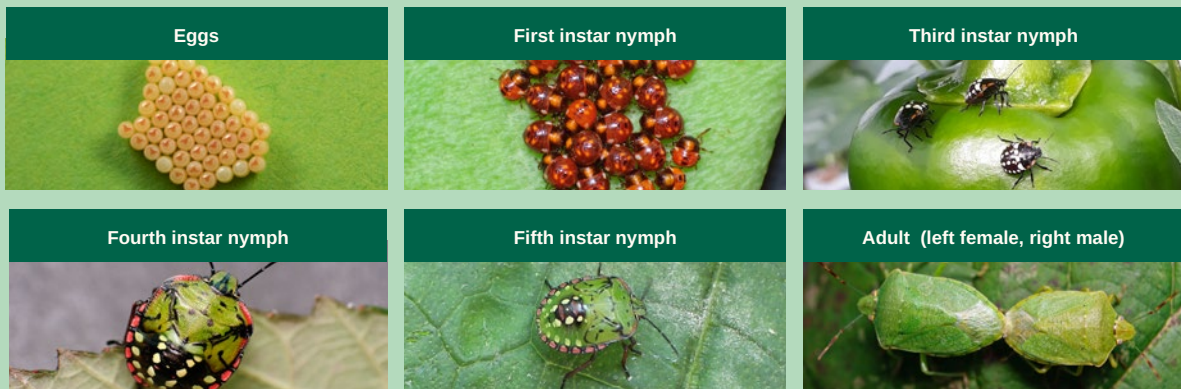 Eggs
First instar nymph
Third instar nymph
Fourth instar nymph
Fifth instar nymph
Adult  (left female, right male)